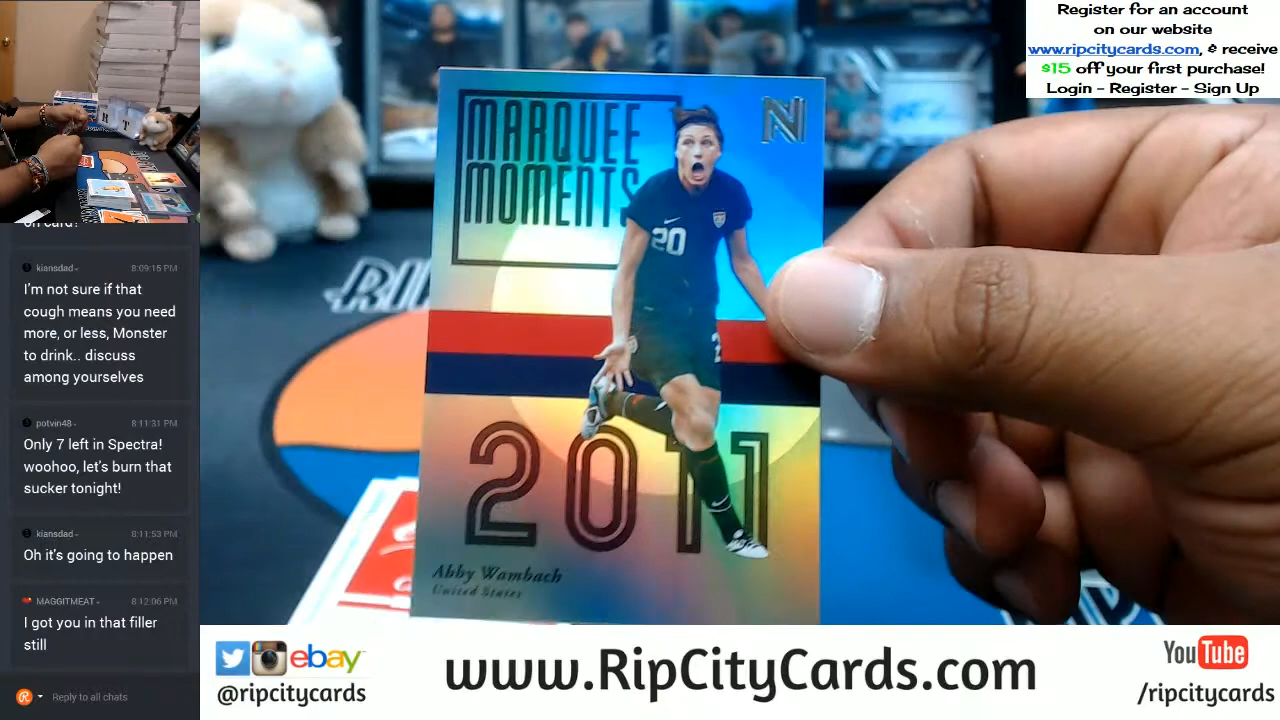 Register for an account
on our website
www.ripcitycards.com, & receive
$15 off your first purchase!
Login - Register - Sign Up
on card?
kiansdad
8:09:15 PM
I'm not sure if that
cough means you need
more, or less, Monster
to drink.. discuss
among yourselves
potvin48
8:11:31 PM
Only 7 left in Spectra!
woohoo, let's burn that
sucker tonight!
kiansdad
8:11:53 PM
Oh it's going to happen
MAGGITMEAT
8:12:06 PM
I got you in that filler
still
Reply to all chats
MARQUEE
MOMENTS
N
20
2011
Abby Wambach
United States
RI
ebay
@ripcitycards
www.RipCityCards.com
YouTube
/ripcitycards